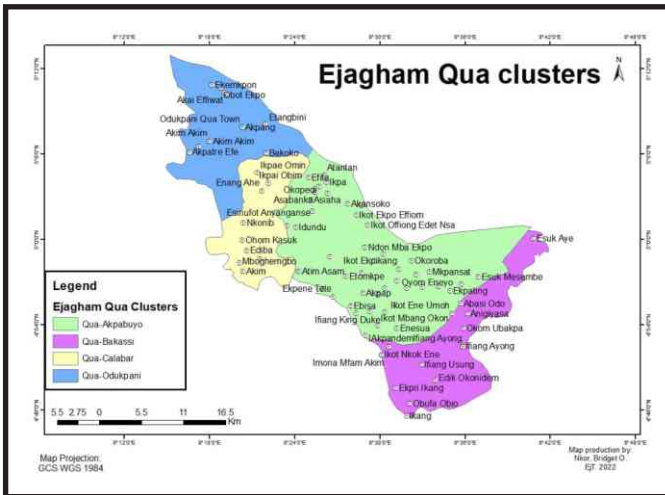 Ejagham Qua clusters
N
Ekemkpon
Obot Ekpo
Akai Effiwat
Odukpani Qua Town
Etangbini
Akim Akim
Akpang
Akim Akim
Akpatre Efe
Bakoko
Ikpae Omin
Ikpai Obim
Atantan
Enang Ahe
Ikpa
Okopedi
Asabanka
Asiaha
Akansoko
Esmufot Anyanganse
Ikot Ekpo Effiom
Nkonib
Idundu
Ikot Offiong Edet Nsa
Ohom Kasuk
Ndon Mba Ekpo
Esuk Aye
Ediba
Mbogherngbo
Ikot Ekpikang
Okoroba
Akim
Atim Asam
Etomkpe
Mkpansat
Esuk Mesembe
Oyom Eneyo
Ekpene Tete
Akpap
Ekpating
Ebisa
Ikot Ene Umoh
Abasi Odo
Ifiang King Duke
Ikot Mbang Okon
Anigiyasa
Enesua
Okom Ubakpa
IAkpandemIfiang Ayong
Ifiang Ayong
Ikot Nkok Ene
Imona Mfam Akim
Ifiang Usung
Edik Okonidem
Ekpri Ikang
Obufa Obio
Ikang
Legend
Ejagham Qua Clusters
Qua-Akpabuyo
Qua-Bakassi
Qua-Calabar
Qua-Odukpani
5.5 2.75 0 5.5 11 16.5
Km
Map Projection:
GCS WGS 1984
Map production by:
Nkor, Bridget O.
EjT. 2022